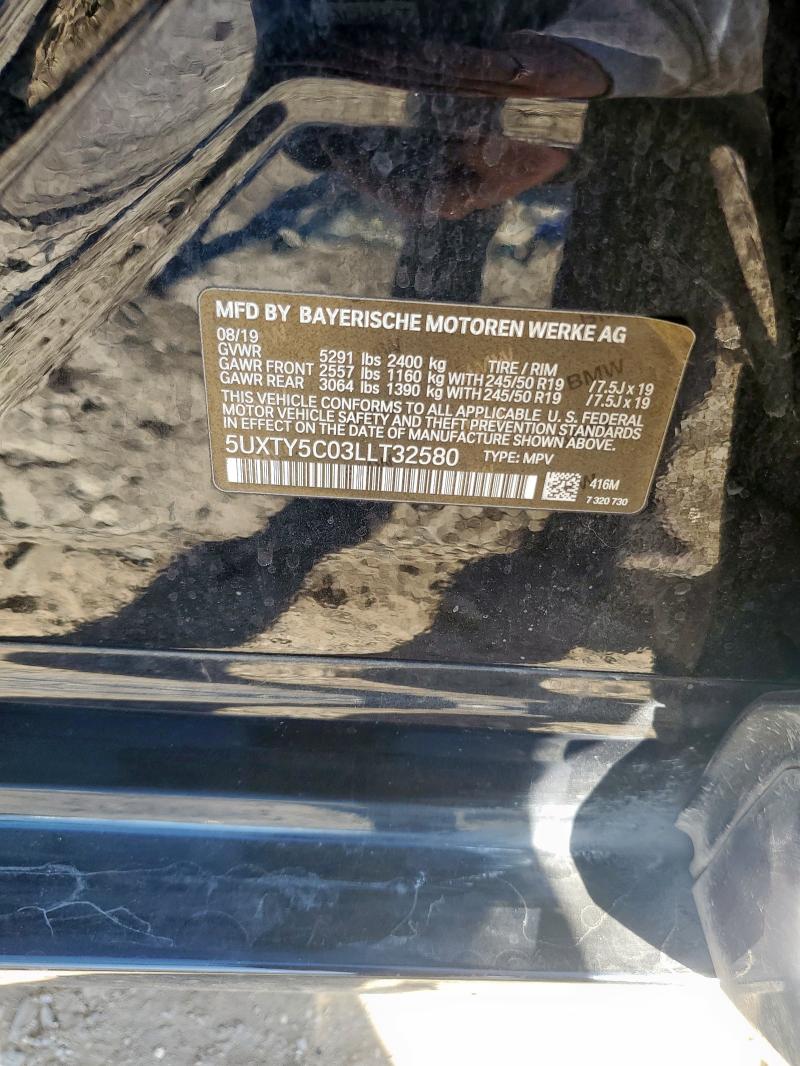 MFD BY BAYERISCHE MOTOREN WERKE AG
08/19
GVWR 5291 lbs 2400 kg TIRE / RIM
GAWR FRONT 2557 lbs 1160 kg WITH 245/50 R19 /7.5J x 19
GAWR REAR 3064 lbs 1390 kg WITH 245/50 R19 /7.5J x 19
BMW
THIS VEHICLE CONFORMS TO ALL APPLICABLE U. S. FEDERAL
MOTOR VEHICLE SAFETY AND THEFT PREVENTION STANDARDS
IN EFFECT ON THE DATE OF MANUFACTURE SHOWN ABOVE.
5UXTY5C03LLT32580 TYPE: MPV
416M
7 320 730